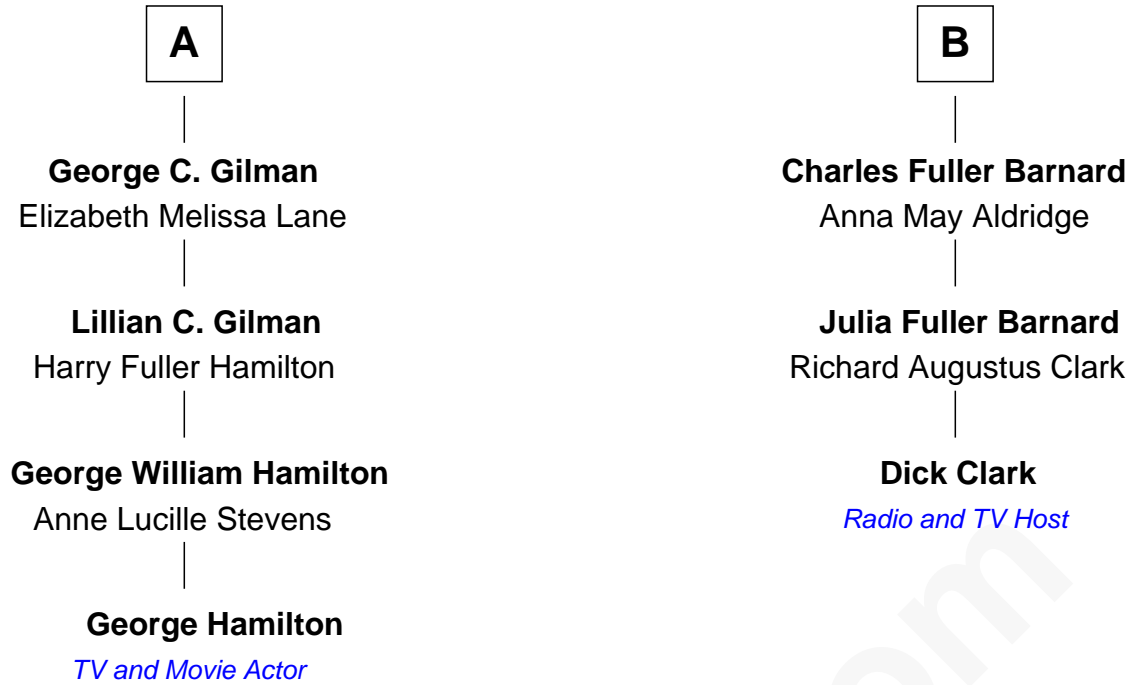 A
George C. Gilman
Elizabeth Melissa Lane
Lillian C. Gilman
Harry Fuller Hamilton
George William Hamilton
Anne Lucille Stevens
George Hamilton
TV and Movie Actor
B
Charles Fuller Barnard
Anna May Aldridge
Julia Fuller Barnard
Richard Augustus Clark
Dick Clark
Radio and TV Host
om